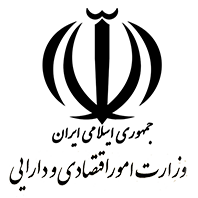 جمهوری اسلامی ایران
وزارت امور اقتصادی و دارایی